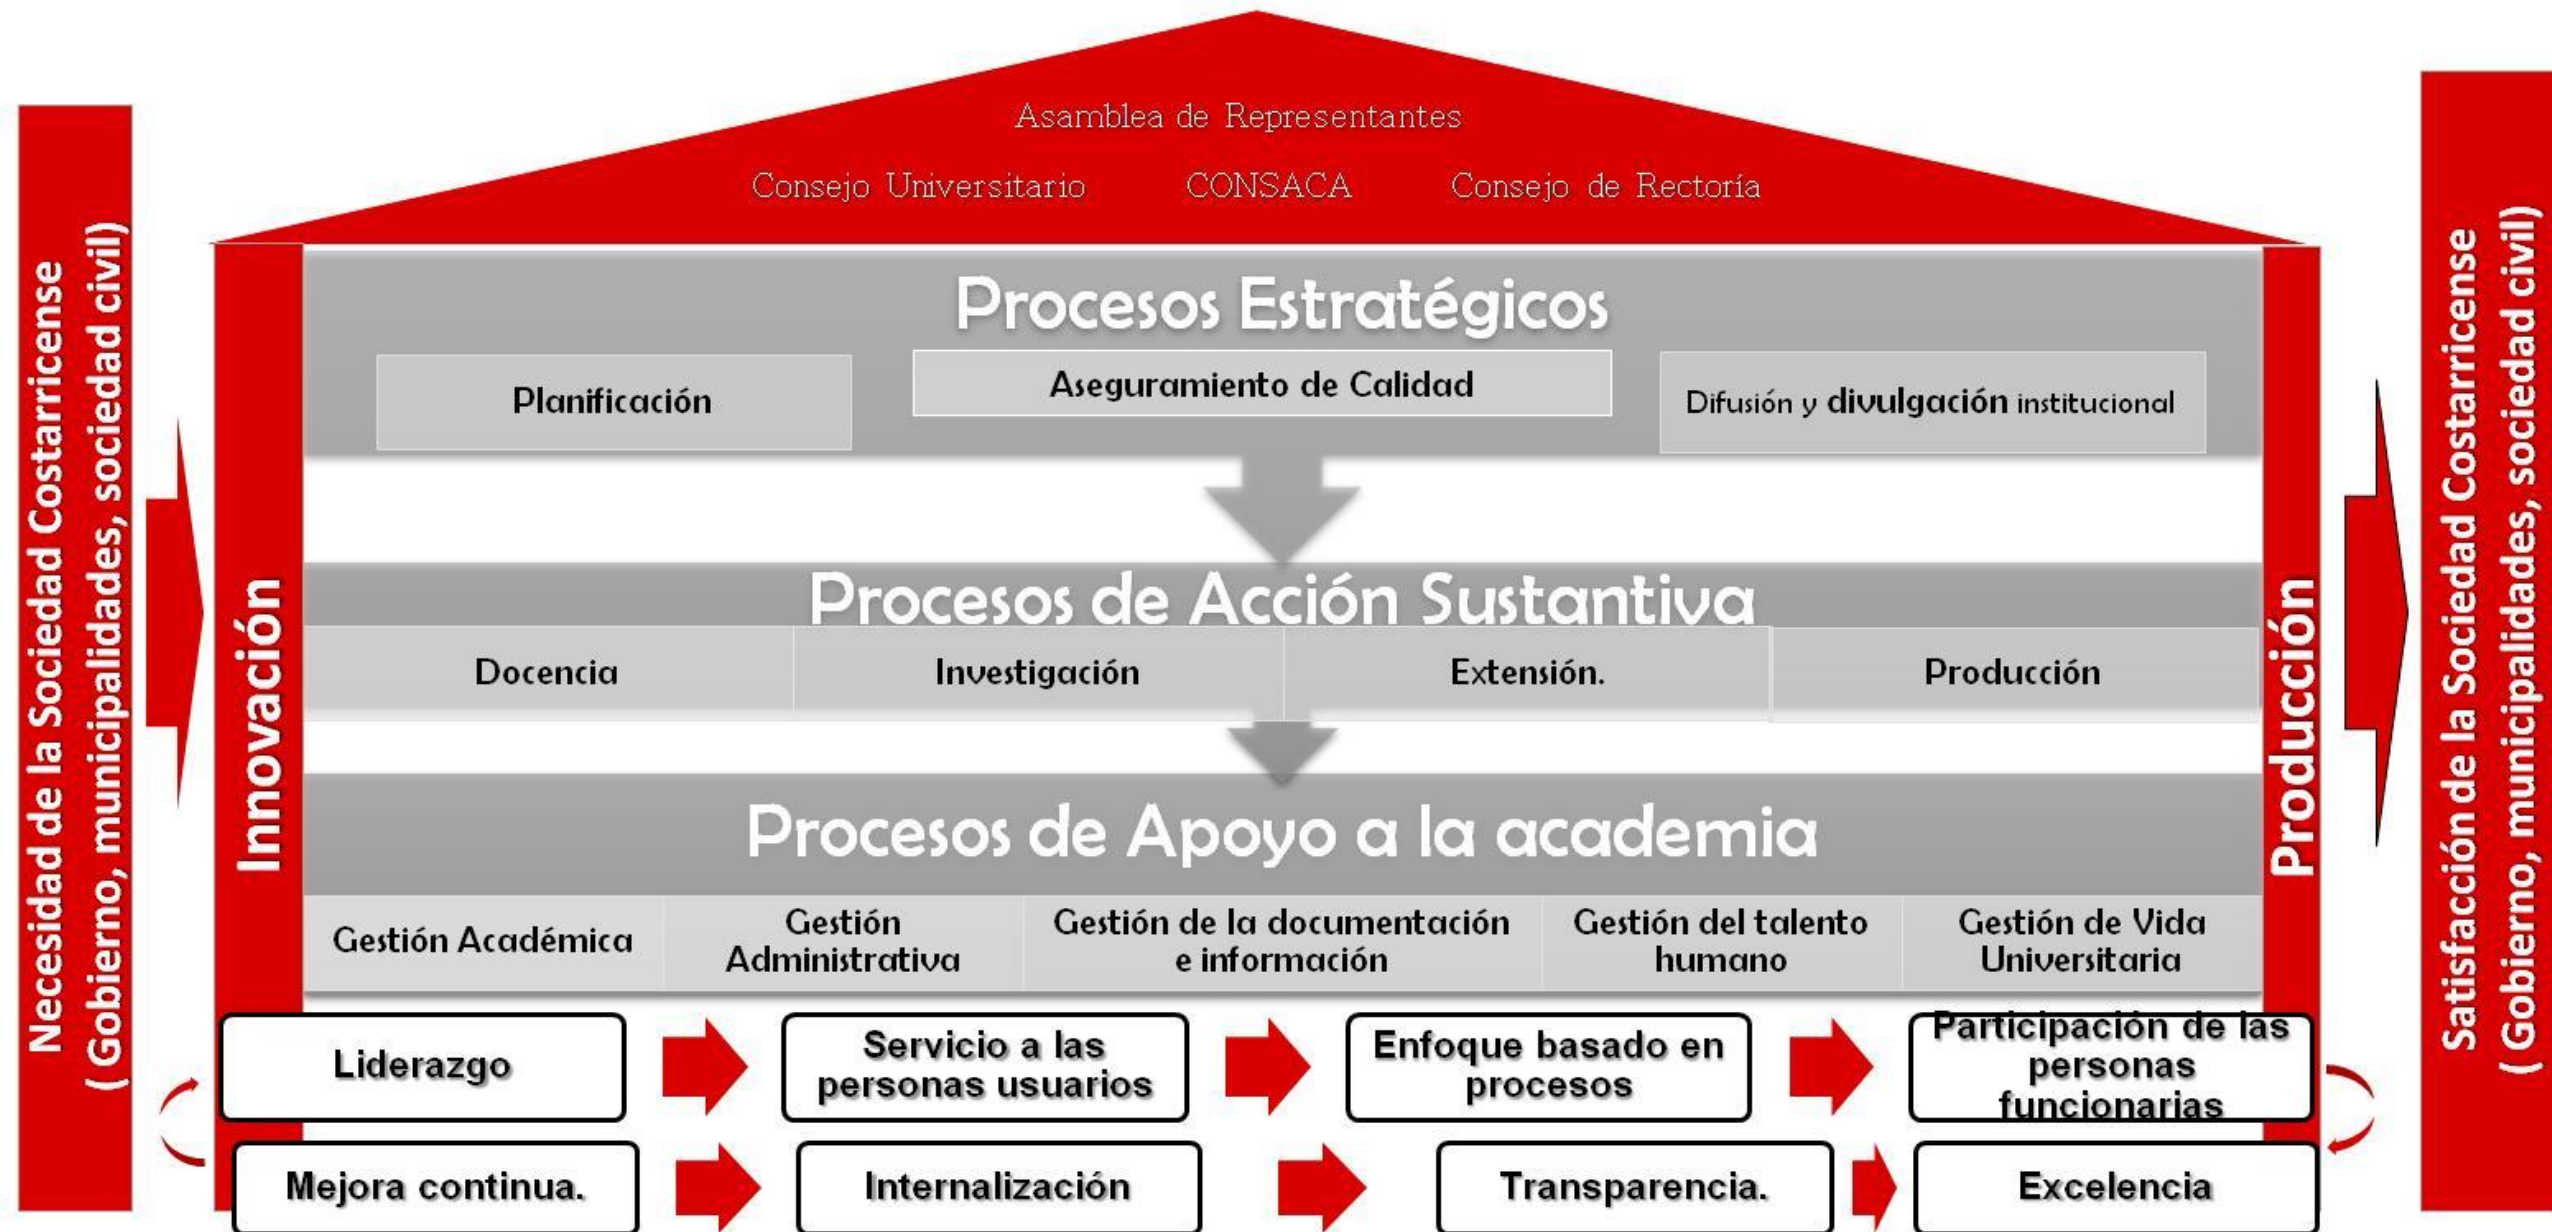 Asamblea de Representantes
Consejo Universitario CONSACA Consejo de Rectoría
Necesidad de la Sociedad Costarricense
(Gobierno, municipalidades, sociedad civil)
Innovación
Procesos Estratégicos
Planificación
Aseguramiento de Calidad
Difusión y divulgación institucional
Procesos de Acción Sustantiva
Docencia
Investigación
Extensión.
Producción
Procesos de Apoyo a la academia
Gestión Académica
Gestión
Administrativa
Gestión de la documentación
e información
Gestión del talento
humano
Gestión de Vida
Universitaria
Producción
Satisfacción de la Sociedad Costarricense
(Gobierno, municipalidades, sociedad civil)
Liderazgo
Servicio a las
personas usuarios
Enfoque basado en
procesos
Participación de las
personas
funcionarias
Mejora continua.
Internalización
Transparencia.
Excelencia